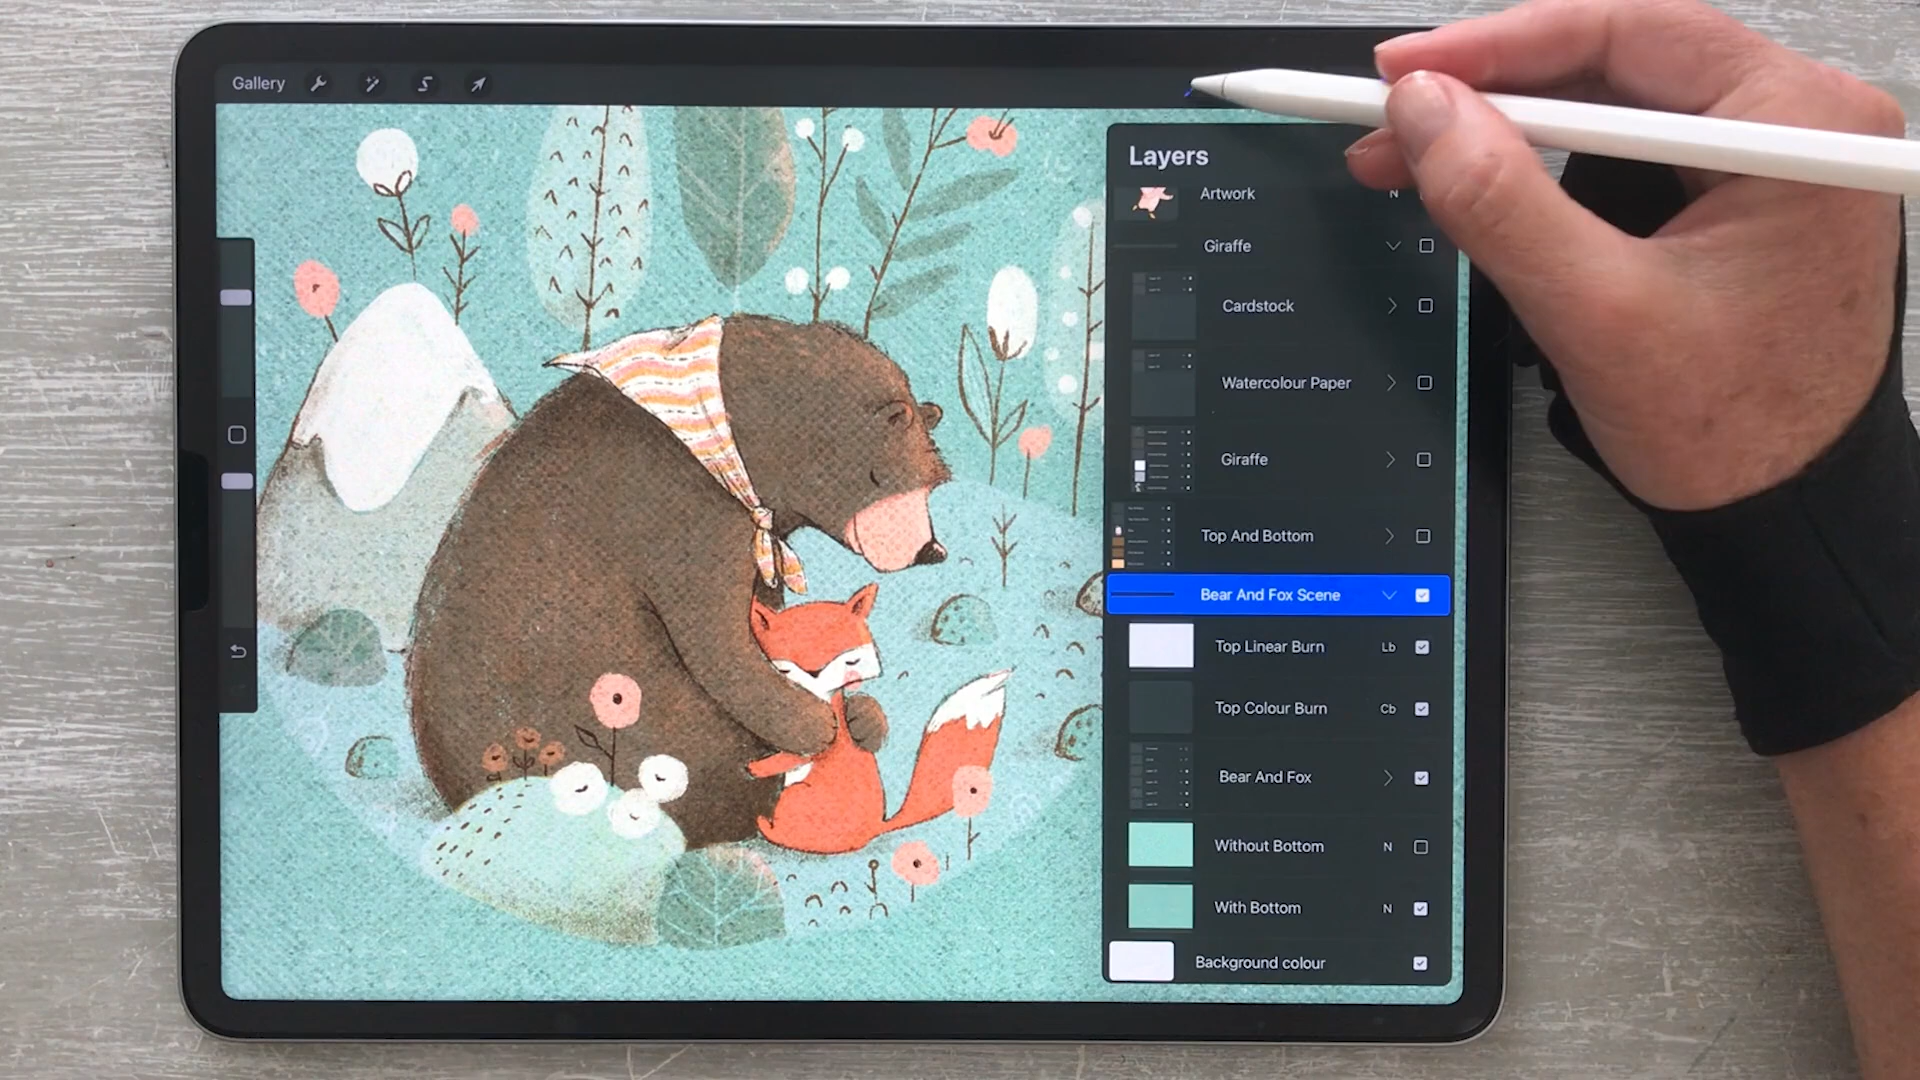 Gallery
Layers
Artwork N
Giraffe
Cardstock
Watercolour Paper
Giraffe
Top And Bottom
Bear And Fox Scene
Top Linear Burn Lb
Top Colour Burn Cb
Bear And Fox
Without Bottom N
With Bottom N
Background colour